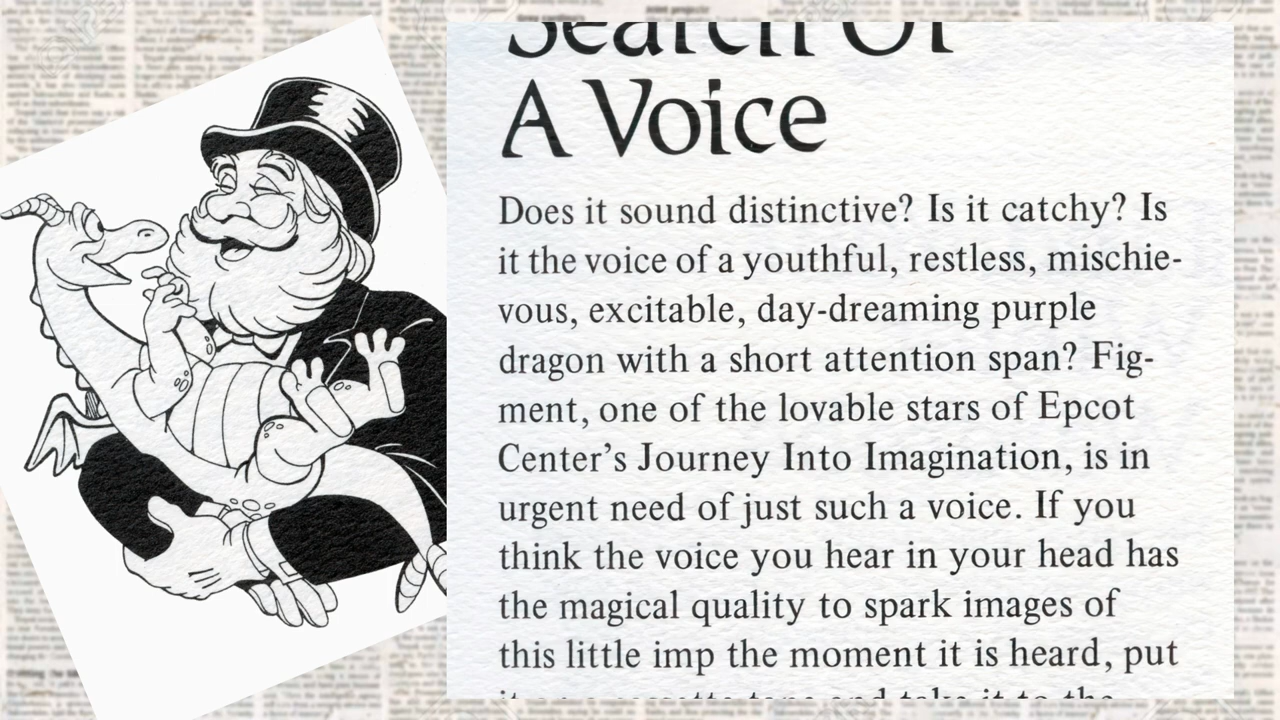 Search Of
A Voice
Does it sound distinctive? Is it catchy? Is
it the voice of a youthful, restless, mischie-
vous, excitable, day-dreaming purple
dragon with a short attention span? Fig-
ment, one of the lovable stars of Epcot
Center's Journey Into Imagination, is in
urgent need of just such a voice. If you
think the voice you hear in your head has
the magical quality to spark images of
this little imp the moment it is heard, put